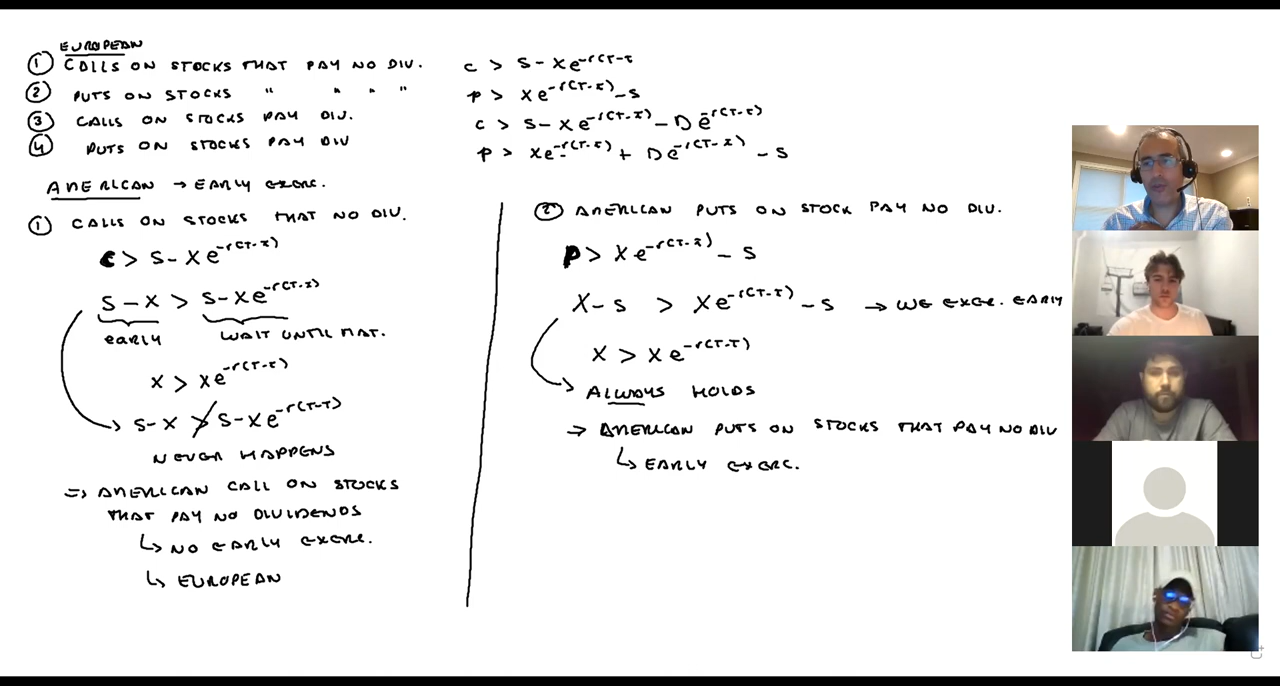 EUROPEAN
① CALLS ON STOCKS THAT PAY NO DIV. c > S - Xe^-r(T-t
② PUTS ON STOCKS " " " " p > Xe^-r(T-t) - S
③ CALLS ON STOCKS PAY DIV. c > S - Xe^-r(T-t) - De^-r(T-t)
④ PUTS ON STOCKS PAY DIV p > Xe^-r(T-t) + De^-r(T-t) - S
AMERICAN → EARLY EXERC.
① CALLS ON STOCKS THAT NO DIV.
C > S - Xe^-r(T-t)
S - X > S - Xe^-r(T-t)
EARLY WAIT UNTIL MAT.
X > Xe^-r(T-t)
S - X ≯ S - Xe^-r(T-T)
NEVER HAPPENS
⇒ AMERICAN CALL ON STOCKS
THAT PAY NO DIVIDENDS
↳ NO EARLY EXERC.
↳ EUROPEAN
② AMERICAN PUTS ON STOCK PAY NO DIV.
P > Xe^-r(T-t) - S
X - S > Xe^-r(T-t) - S → WE EXER. EARLY
X > Xe^-r(T-T)
ALWAYS HOLDS
⇒ AMERICAN PUTS ON STOCKS THAT PAY NO DIV
↳ EARLY EXERC.